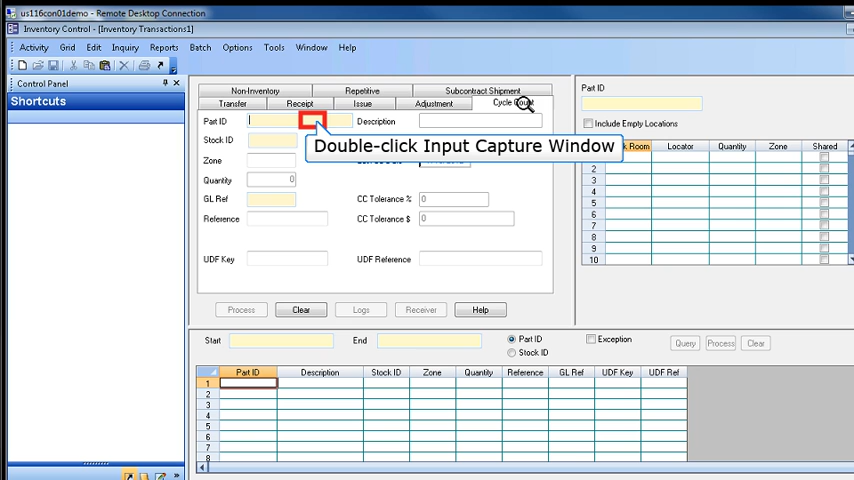 us116con01demo - Remote Desktop Connection
Inventory Control - [Inventory Transactions1]
Activity Grid Edit Inquiry Reports Batch Options Tools Window Help
Control Panel
Shortcuts
Non-Inventory Repetitive Subcontract Shipment
Transfer Receipt Issue Adjustment Cycle Count
Part ID Description
Double-click Input Capture Window
Stock ID
Zone
Quantity 0
GL Ref CC Tolerance % 0
Reference CC Tolerance $ 0
UDF Key UDF Reference
Process Clear Logs Receiver Help
Part ID
Include Empty Locations
Room Locator Quantity Zone Shared
2
3
4
5
6
7
8
9
10
Start End Part ID Exception Query Process Clear
Stock ID
Part ID Description Stock ID Zone Quantity Reference GL Ref UDF Key UDF Ref
1
2
3
4
5
6
7
8